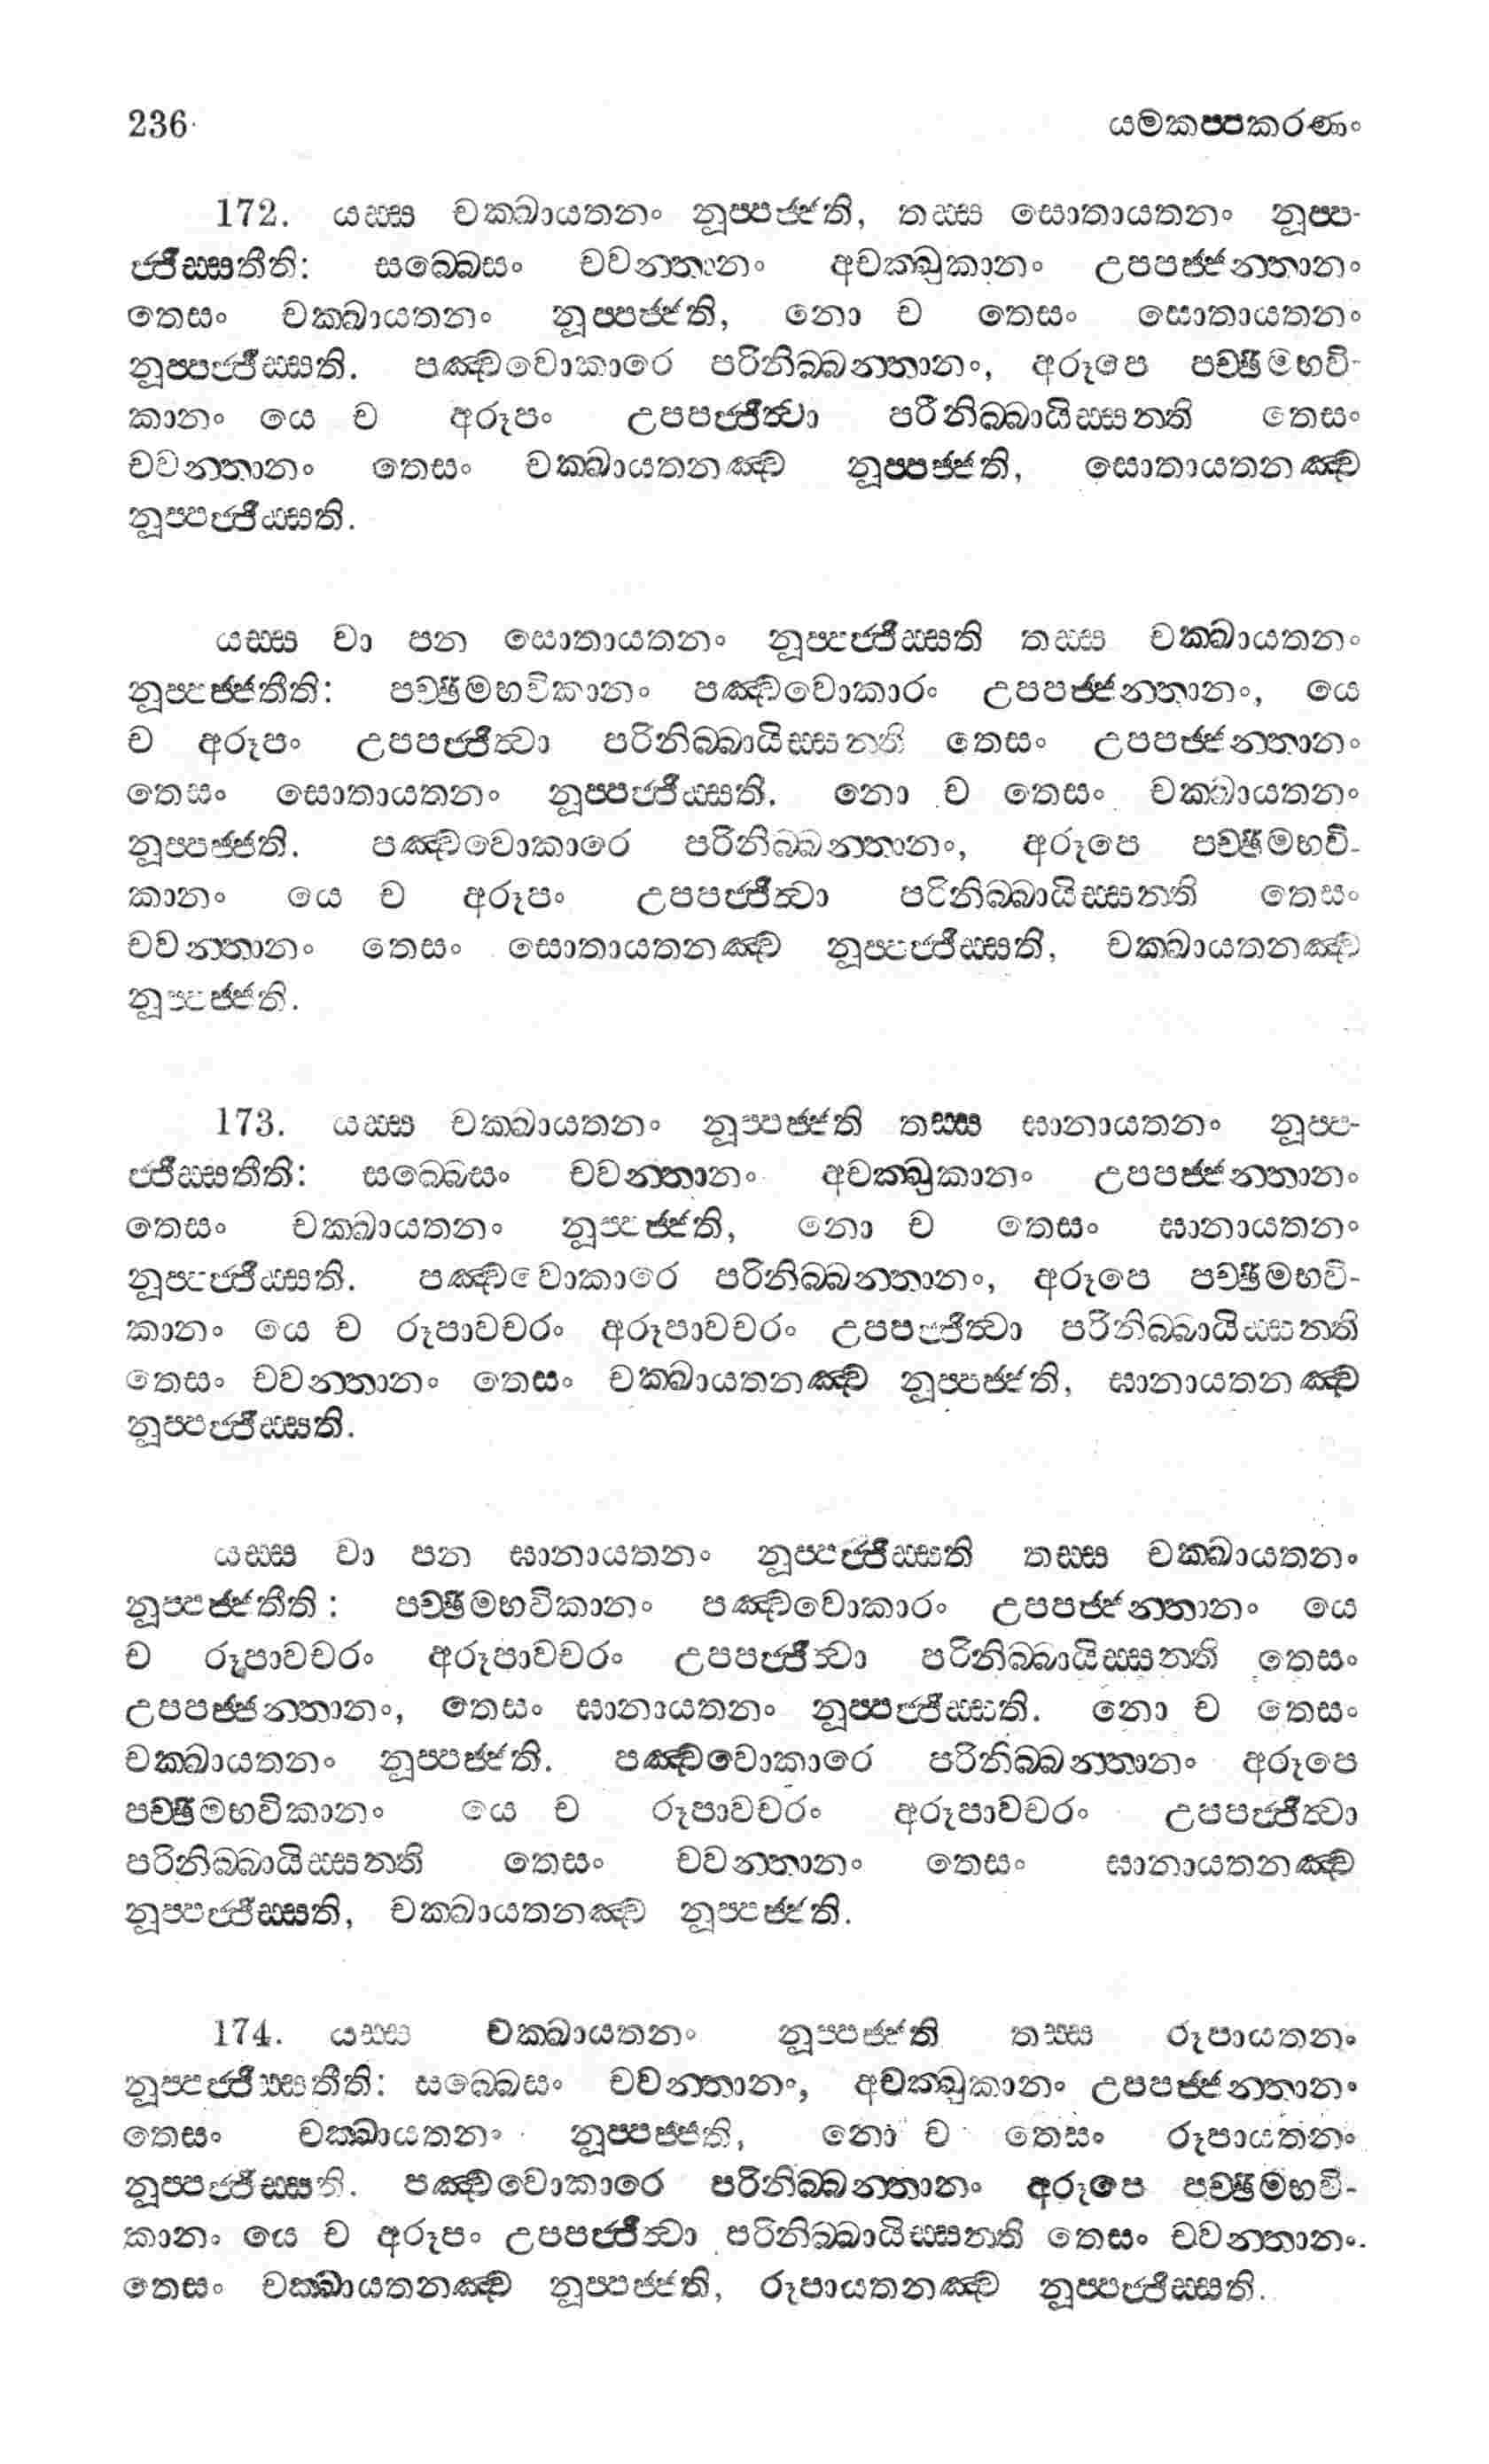 236
යමකප්පකරණං
172. යස්ස චක්ඛායතනං නූප්පජ්ජති, තස්ස සොතායතනං නූප්ප-
ජ්ජිස්සතීති: සබ්බෙසං චවන්තානං අචක්ඛුකානං උපපජ්ජන්තානං
තෙසං චක්ඛායතනං නූප්පජ්ජති, නො ච තෙසං සොතායතනං
නූප්පජ්ජිස්සති. පඤ්චවොකාරෙ පරිනිබ්බන්තානං, අරූපෙ පච්ඡිමභවි-
කානං යෙ ච අරූපං උපපජ්ජිත්වා පරිනිබ්බායිස්සන්ති තෙසං
චවන්තානං තෙසං චක්ඛායතනඤ්ච නූප්පජ්ජති, සොතායතනඤ්ච
නූප්පජ්ජිස්සති.
යස්ස වා පන සොතායතනං නූප්පජ්ජිස්සති තස්ස චක්ඛායතනං
නූප්පජ්ජතීති: පච්ඡිමභවිකානං පඤ්චවොකාරං උපපජ්ජන්තානං, යෙ
ච අරූපං උපපජ්ජිත්වා පරිනිබ්බායිස්සන්ති තෙසං උපපජ්ජන්තානං
තෙසං සොතායතනං නූප්පජ්ජිස්සති. නො ච තෙසං චක්ඛායතනං
නූප්පජ්ජති. පඤ්චවොකාරෙ පරිනිබ්බන්තානං, අරූපෙ පච්ඡිමභවි-
කානං යෙ ච අරූපං උපපජ්ජිත්වා පරිනිබ්බායිස්සන්ති තෙසං
චවන්තානං තෙසං සොතායතනඤ්ච නූප්පජ්ජිස්සති, චක්ඛායතනඤ්ච
නූප්පජ්ජති.
173. යස්ස චක්ඛායතනං නූප්පජ්ජති තස්ස ඝානායතනං නූප්ප-
ජ්ජිස්සතීති: සබ්බෙසං චවන්තානං අචක්ඛුකානං උපපජ්ජන්තානං
තෙසං චක්ඛායතනං නූප්පජ්ජති, නො ච තෙසං ඝානායතනං
නූප්පජ්ජිස්සති. පඤ්චවොකාරෙ පරිනිබ්බන්තානං, අරූපෙ පච්ඡිමභවි-
කානං යෙ ච රූපාවචරං අරූපාවචරං උපපජ්ජිත්වා පරිනිබ්බායිස්සන්ති
තෙසං චවන්තානං තෙසං චක්ඛායතනඤ්ච නූප්පජ්ජති, ඝානායතනඤ්ච
නූප්පජ්ජිස්සති.
යස්ස වා පන ඝානායතනං නූප්පජ්ජිස්සති තස්ස චක්ඛායතනං
නූප්පජ්ජතීති: පච්ඡිමභවිකානං පඤ්චවොකාරං උපපජ්ජන්තානං යෙ
ච රූපාවචරං අරූපාවචරං උපපජ්ජිත්වා පරිනිබ්බායිස්සන්ති තෙසං
උපපජ්ජන්තානං, තෙසං ඝානායතනං නූප්පජ්ජිස්සති. නො ච තෙසං
චක්ඛායතනං නූප්පජ්ජති. පඤ්චවොකාරෙ පරිනිබ්බන්තානං අරූපෙ
පච්ඡිමභවිකානං යෙ ච රූපාවචරං අරූපාවචරං උපපජ්ජිත්වා
පරිනිබ්බායිස්සන්ති තෙසං චවන්තානං තෙසං ඝානායතනඤ්ච
නූප්පජ්ජිස්සති, චක්ඛායතනඤ්ච නූප්පජ්ජති.
174. යස්ස චක්ඛායතනං නූප්පජ්ජති තස්ස රූපායතනං
නූප්පජ්ජිස්සතීති: සබ්බෙසං චවන්තානං, අචක්ඛුකානං උපපජ්ජන්තානං
තෙසං චක්ඛායතනං නූප්පජ්ජති, නො ච තෙසං රූපායතනං
නූප්පජ්ජිස්සති. පඤ්චවොකාරෙ පරිනිබ්බන්තානං අරූපෙ පච්ඡිමභවි-
කානං යෙ ච අරූපං උපපජ්ජිත්වා පරිනිබ්බායිස්සන්ති තෙසං චවන්තානං.
තෙසං චක්ඛායතනඤ්ච නූප්පජ්ජති, රූපායතනඤ්ච නූප්පජ්ජිස්සති.